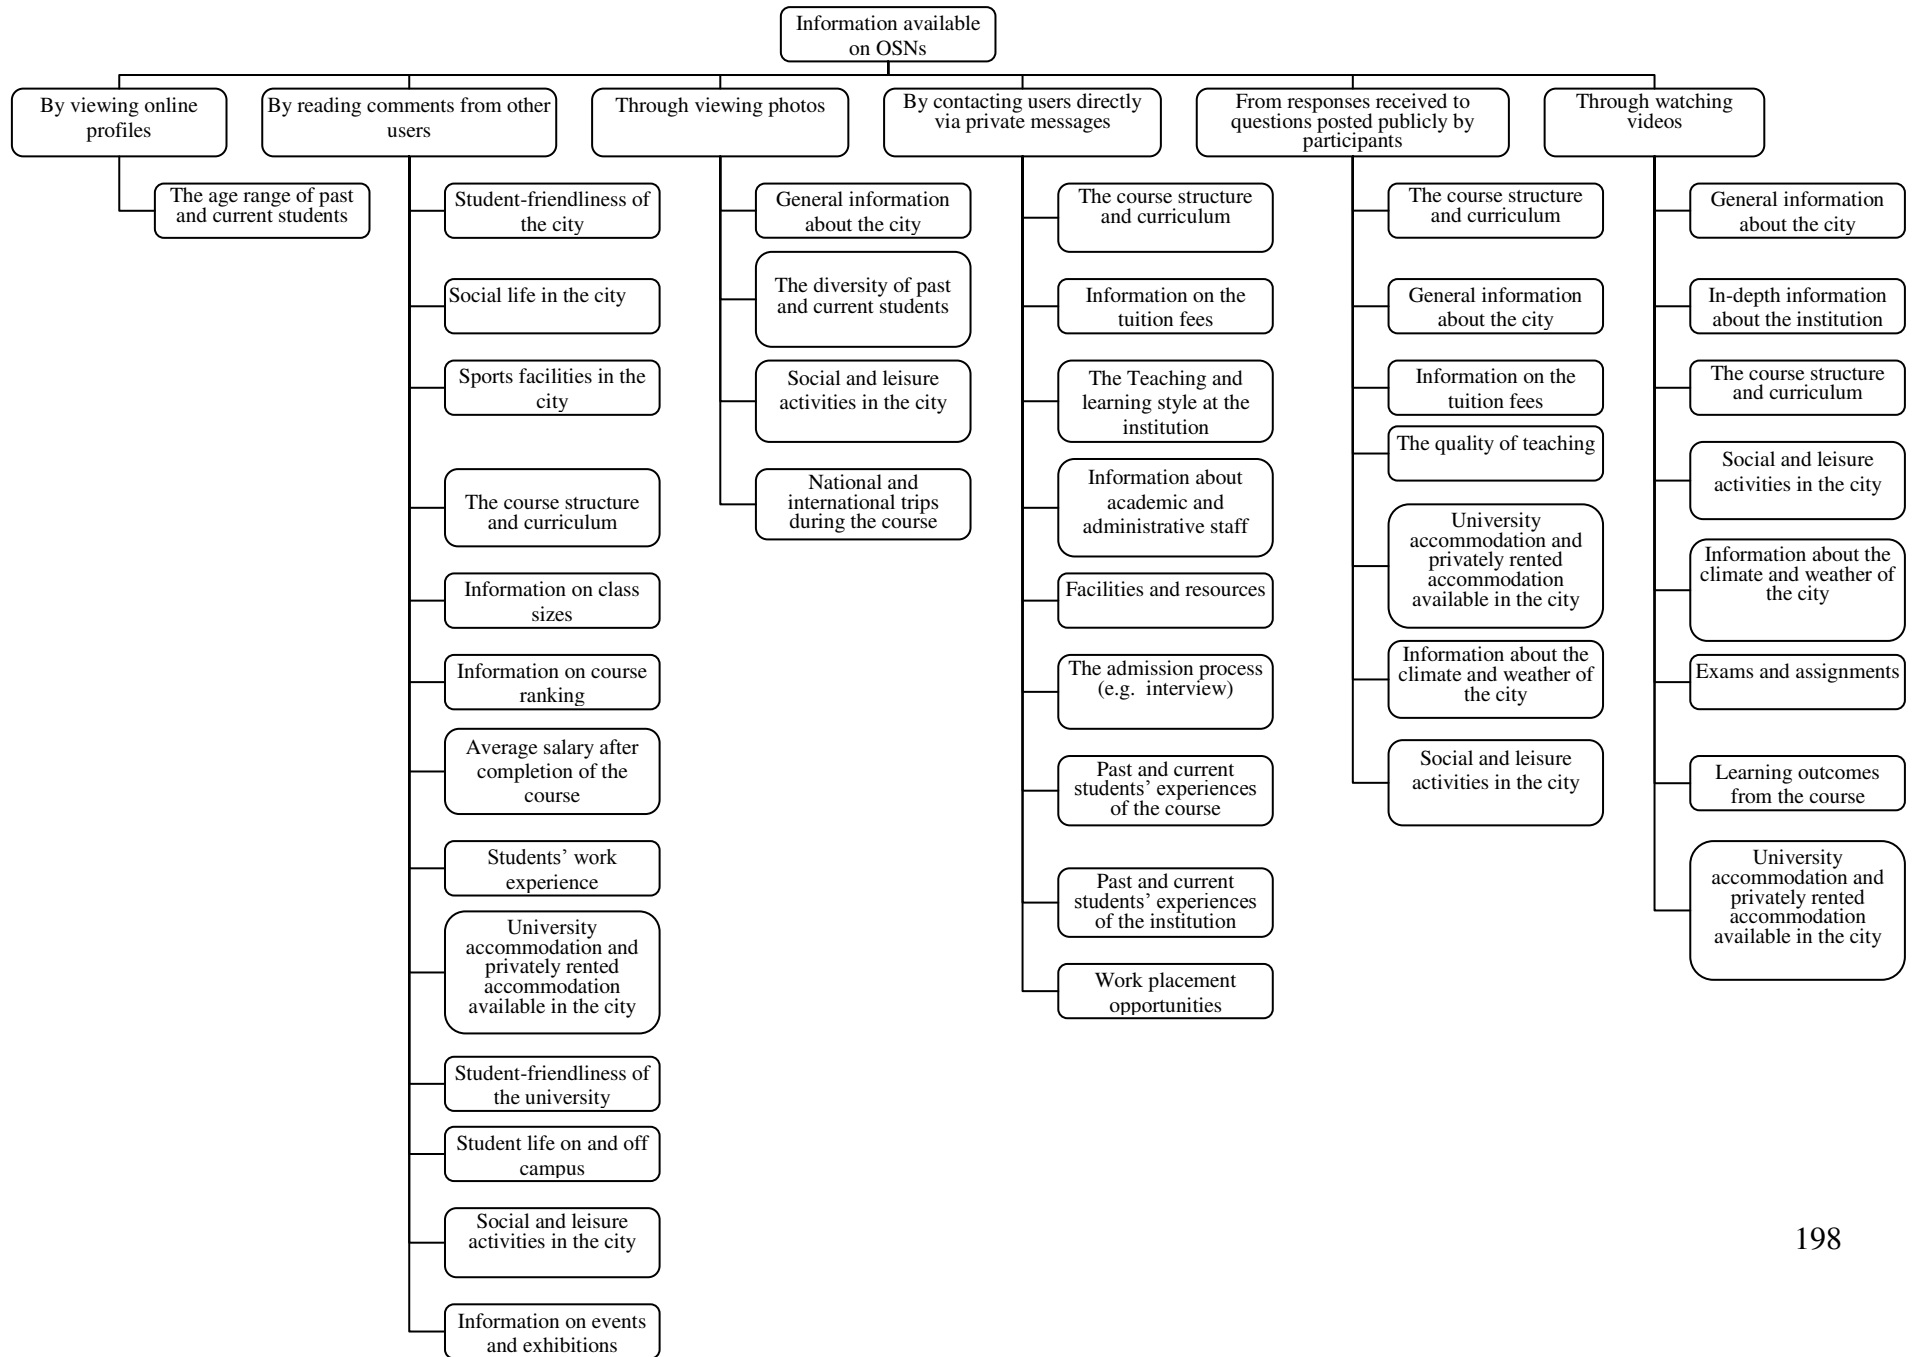 Information available
on OSNs
By viewing online
profiles
The age range of past
and current students
By reading comments from other
users
Student-friendliness of
the city
Social life in the city
Sports facilities in the
city
The course structure
and curriculum
Information on class
sizes
Information on course
ranking
Average salary after
completion of the
course
Students’ work
experience
University
accommodation and
privately rented
accommodation
available in the city
Student-friendliness of
the university
Student life on and off
campus
Social and leisure
activities in the city
Information on events
and exhibitions
Through viewing photos
General information
about the city
The diversity of past
and current students
Social and leisure
activities in the city
National and
international trips
during the course
By contacting users directly
via private messages
The course structure
and curriculum
Information on the
tuition fees
The Teaching and
learning style at the
institution
Information about
academic and
administrative staff
Facilities and resources
The admission process
(e.g. interview)
Past and current
students’ experiences
of the course
Past and current
students’ experiences
of the institution
Work placement
opportunities
From responses received to
questions posted publicly by
participants
The course structure
and curriculum
General information
about the city
Information on the
tuition fees
The quality of teaching
University
accommodation and
privately rented
accommodation
available in the city
Information about the
climate and weather of
the city
Social and leisure
activities in the city
Through watching
videos
General information
about the city
In-depth information
about the institution
The course structure
and curriculum
Social and leisure
activities in the city
Information about the
climate and weather of
the city
Exams and assignments
Learning outcomes
from the course
University
accommodation and
privately rented
accommodation
available in the city
198